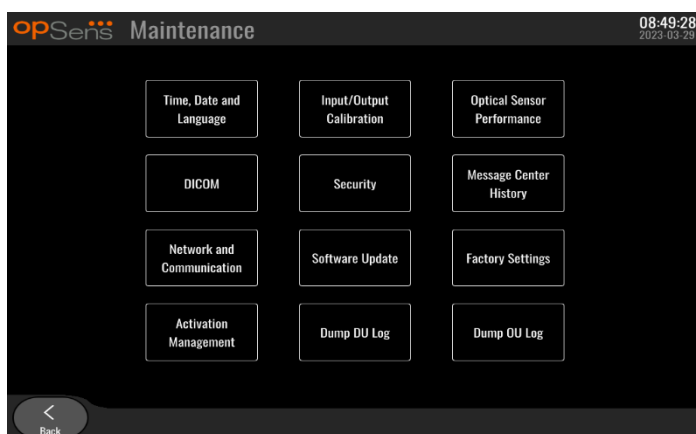 opSens Maintenance
08:49:28
2023-03-29
Time, Date and
Language
Input/Output
Calibration
Optical Sensor
Performance
DICOM
Security
Message Center
History
Network and
Communication
Software Update
Factory Settings
Activation
Management
Dump DU Log
Dump OU Log
Back